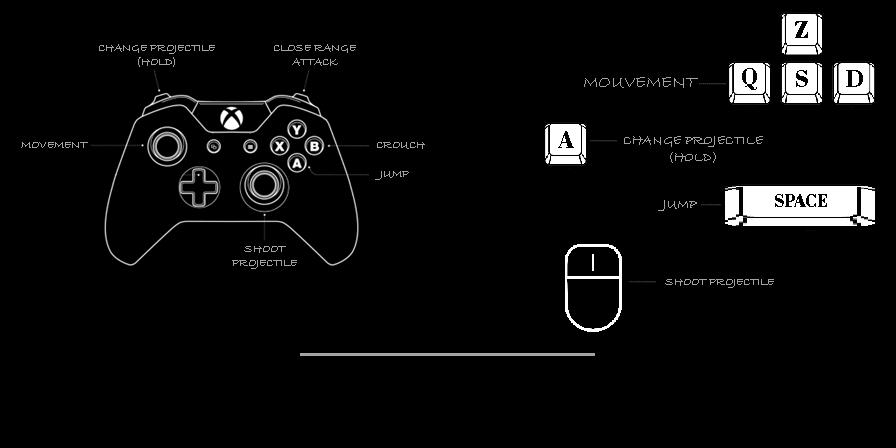 CHANGE PROJECTILE
(HOLD)
CLOSE RANGE
ATTACK
MOVEMENT
Y
X
B
A
CROUCH
JUMP
SHOOT
PROJECTILE
Z
MOUVEMENT
Q S D
A
CHANGE PROJECTILE
(HOLD)
JUMP
SPACE
SHOOT PROJECTILE